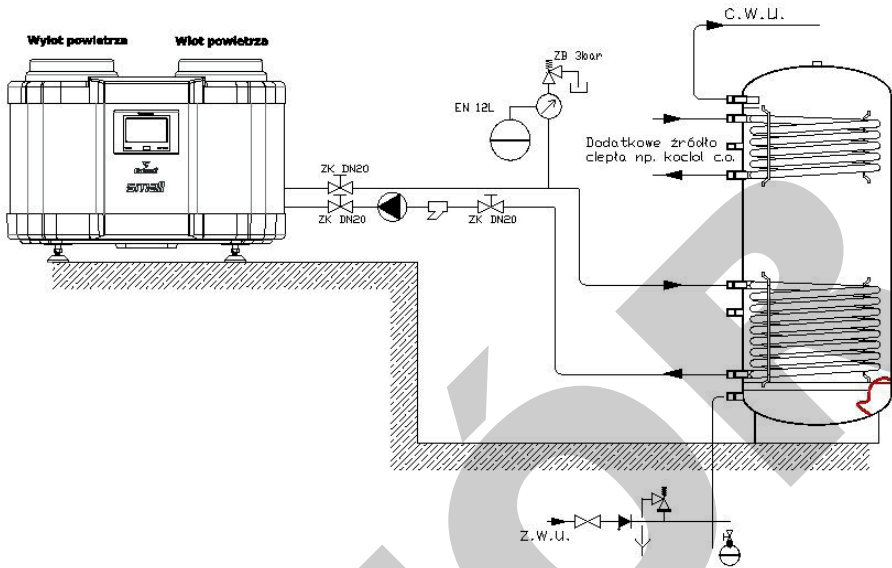 C.W.U.
Wylot powietrza
Wlot powietrza
ZB 3bar
EN 12L
Dodatkowe źródło
ciepła np. kocioł c.o.
small
ZK DN20
ZK DN20
ZK DN20
Z.W.U.